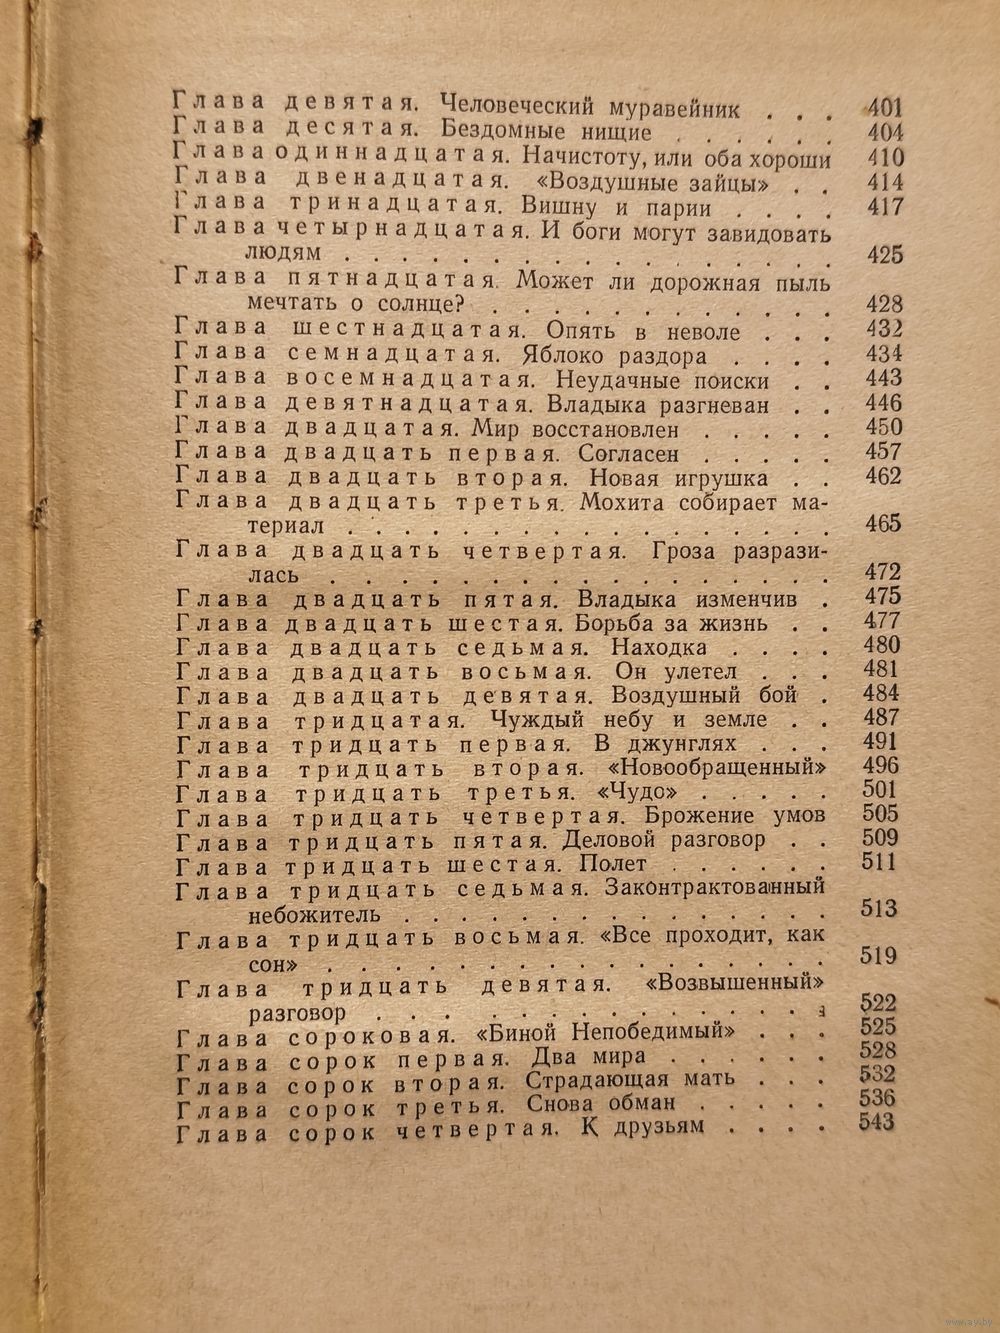 Глава девятая. Человеческий муравейник . . . 401
Глава десятая. Бездомные нищие . . . . . . 404
Глава одиннадцатая. Начистоту, или оба хороши 410
Глава двенадцатая. «Воздушные зайцы» . . 414
Глава тринадцатая. Вишну и парии . . . . 417
Глава четырнадцатая. И боги могут завидовать
людям . . . . . . . . . . . . . . . . . 425
Глава пятнадцатая. Может ли дорожная пыль
мечтать о солнце? . . . . . . . . . . . . 428
Глава шестнадцатая. Опять в неволе . . . 432
Глава семнадцатая. Яблоко раздора . . . . 434
Глава восемнадцатая. Неудачные поиски . . 443
Глава девятнадцатая. Владыка разгневан . . 446
Глава двадцатая. Мир восстановлен . . . . . 450
Глава двадцать первая. Согласен . . . . . 457
Глава двадцать вторая. Новая игрушка . . 462
Глава двадцать третья. Мохита собирает ма-
териал . . . . . . . . . . . . . . . . . 465
Глава двадцать четвертая. Гроза разрази-
лась . . . . . . . . . . . . . . . . . . 472
Глава двадцать пятая. Владыка изменчив . 475
Глава двадцать шестая. Борьба за жизнь . . 477
Глава двадцать седьмая. Находка . . . . 480
Глава двадцать восьмая. Он улетел . . . 481
Глава двадцать девятая. Воздушный бой . 484
Глава тридцатая. Чуждый небу и земле . . 487
Глава тридцать первая. В джунглях . . . 491
Глава тридцать вторая. «Новообращенный» 496
Глава тридцать третья. «Чудо» . . . . . 501
Глава тридцать четвертая. Брожение умов 505
Глава тридцать пятая. Деловой разговор . . 509
Глава тридцать шестая. Полет . . . . . . 511
Глава тридцать седьмая. Законтрактованный
небожитель . . . . . . . . . . . . . . . 513
Глава тридцать восьмая. «Все проходит, как
сон» . . . . . . . . . . . . . . . . . . 519
Глава тридцать девятая. «Возвышенный»
разговор . . . . . . . . . . . . . . . . 522
Глава сороковая. «Биной Непобедимый» . . . 525
Глава сорок первая. Два мира . . . . . . 528
Глава сорок вторая. Страдающая мать . . . 532
Глава сорок третья. Снова обман . . . . . 536
Глава сорок четвертая. К друзьям . . . . 543
www.ay.by